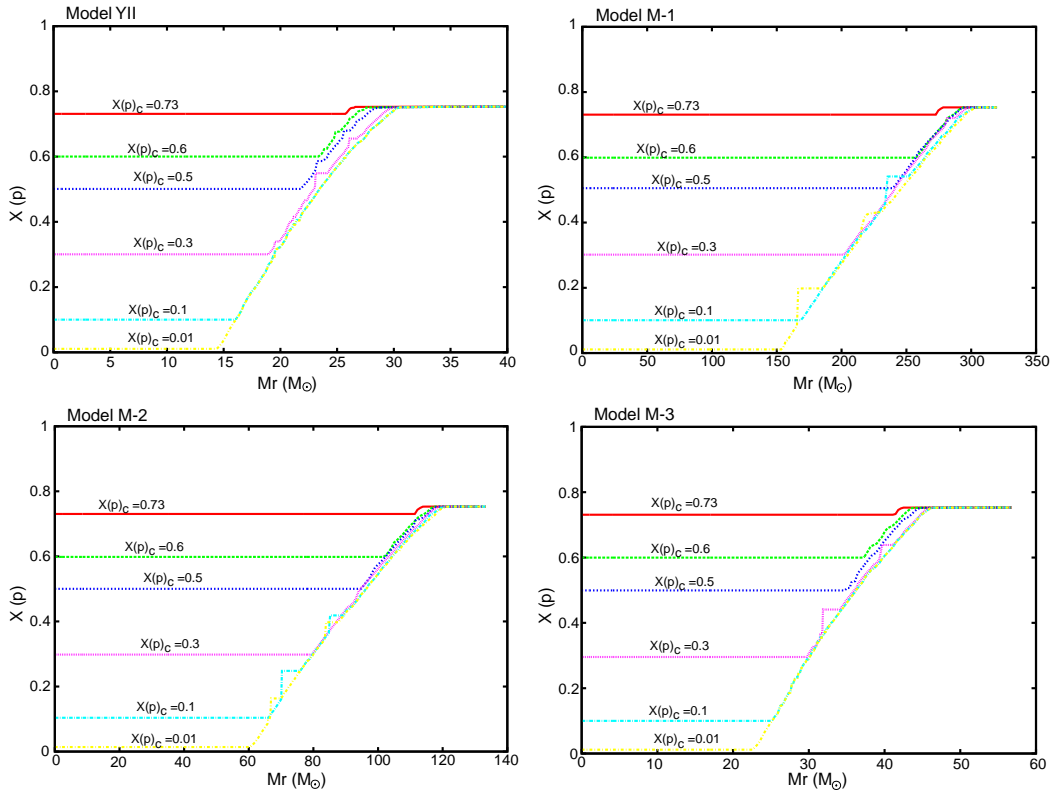 Model YII
1
0.8
0.6
0.4
0.2
0
X (p)
X(p)c =0.73
X(p)c =0.6
X(p)c =0.5
X(p)c =0.3
X(p)c =0.1
X(p)c =0.01
0 5 10 15 20 25 30 35 40
Mr (M⊙)
Model M-1
1
0.8
0.6
0.4
0.2
0
X (p)
X(p)c =0.73
X(p)c =0.6
X(p)c =0.5
X(p)c =0.3
X(p)c =0.1
X(p)c =0.01
0 50 100 150 200 250 300 350
Mr (M⊙)
Model M-2
1
0.8
0.6
0.4
0.2
0
X (p)
X(p)c =0.73
X(p)c =0.6
X(p)c =0.5
X(p)c =0.3
X(p)c =0.1
X(p)c =0.01
0 20 40 60 80 100 120 140
Mr (M⊙)
Model M-3
1
0.8
0.6
0.4
0.2
0
X (p)
X(p)c =0.73
X(p)c =0.6
X(p)c =0.5
X(p)c =0.3
X(p)c =0.1
X(p)c =0.01
0 10 20 30 40 50 60
Mr (M⊙)